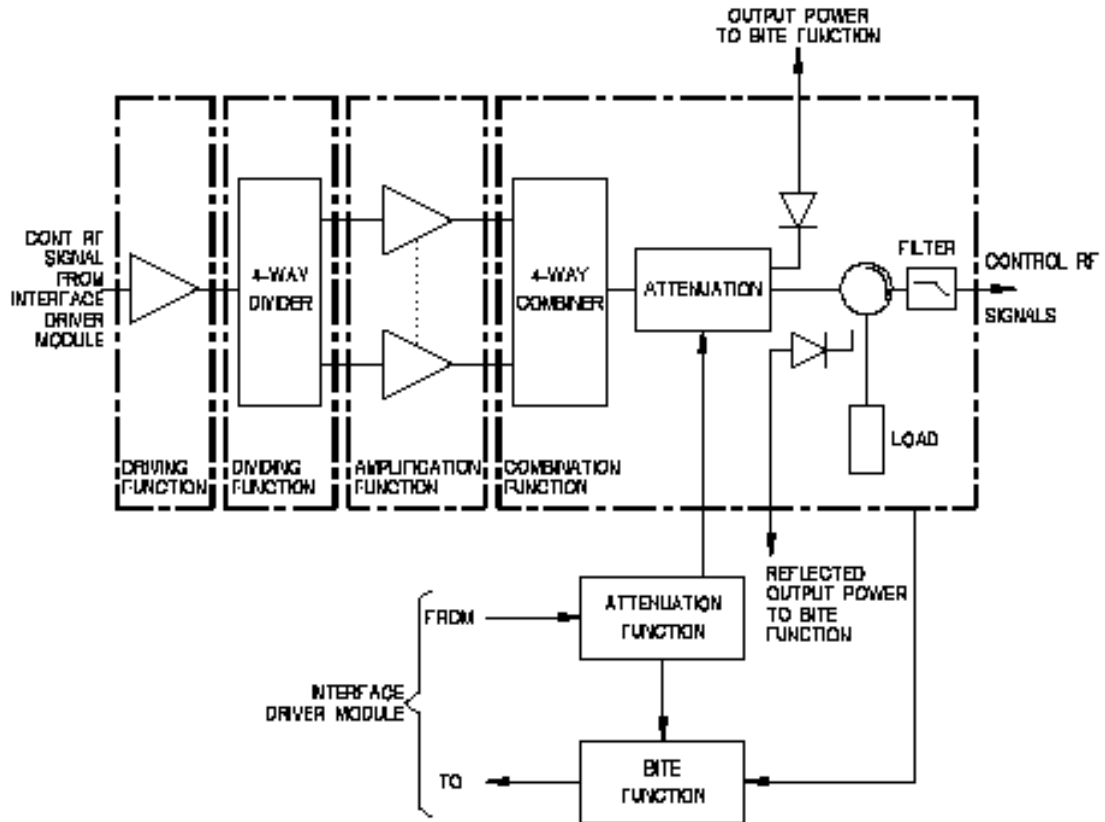 OUTPUT POWER
TO BITE FUNCTION
CONT RF
SIGNAL
FROM
INTERFACE
DRIVER
MODULE
4-WAY
DIVIDER
4-WAY
COMBINER
ATTENUATION
FILTER
CONTROL RF
SIGNALS
LOAD
DRIVING
FUNCTION
DIVIDING
FUNCTION
AMPLIFICATION
FUNCTION
COMBINATION
FUNCTION
REFLECTED
OUTPUT POWER
TO BITE
FUNCTION
FROM
ATTENUATION
FUNCTION
INTERFACE
DRIVER MODULE
TO
BITE
FUNCTION